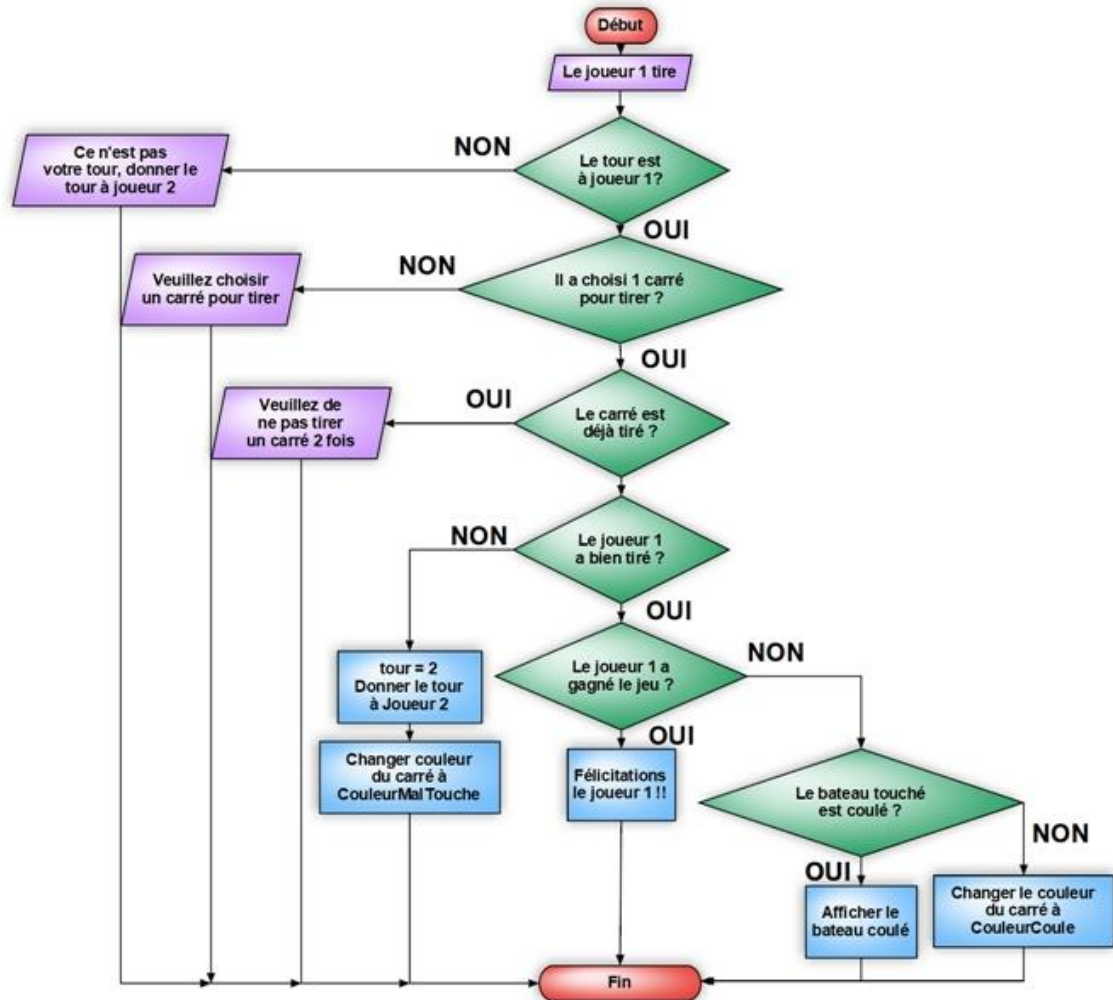 Début
Le joueur 1 tire
Le tour est
à joueur 1?
NON
Ce n'est pas
votre tour, donner le
tour à joueur 2
OUI
Il a choisi 1 carré
pour tirer ?
NON
Veuillez choisir
un carré pour tirer
OUI
Le carré est
déjà tiré ?
OUI
Veuillez de
ne pas tirer
un carré 2 fois
Le joueur 1
a bien tiré ?
NON
OUI
tour = 2
Donner le tour
à Joueur 2
Changer couleur
du carré à
CouleurMalTouche
Le joueur 1 a
gagné le jeu ?
NON
OUI
Félicitations
le joueur 1 !!
Le bateau touché
est coulé ?
NON
OUI
Afficher le
bateau coulé
Changer le couleur
du carré à
CouleurCoule
Fin